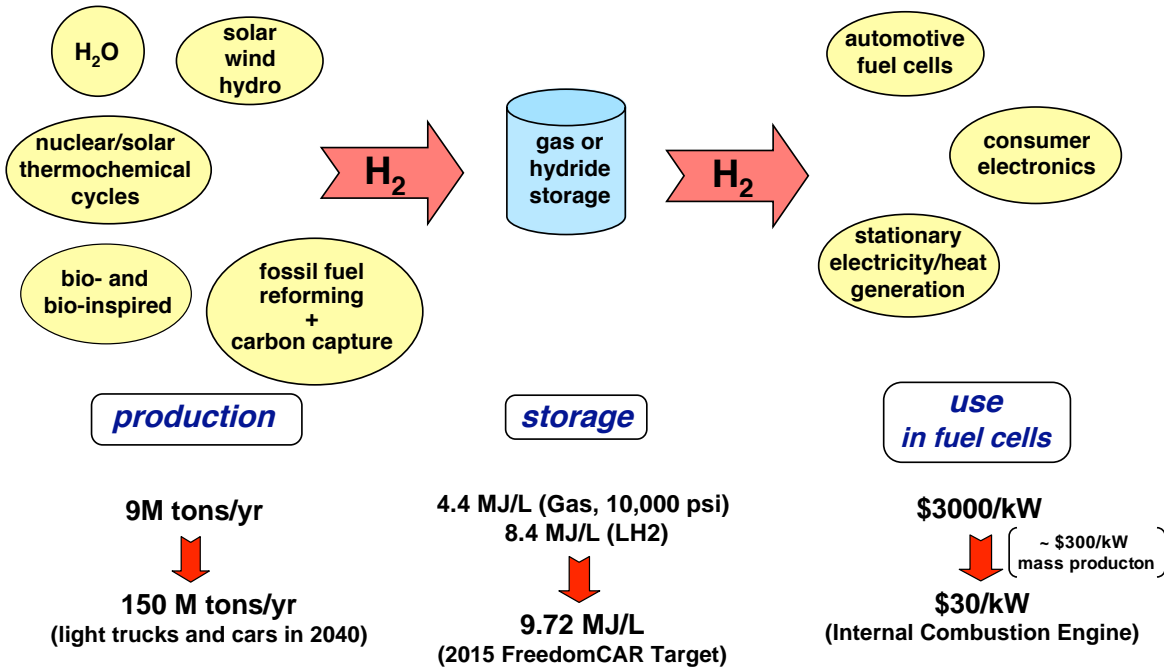 H₂O
solar
wind
hydro
nuclear/solar
thermochemical
cycles
bio- and
bio-inspired
fossil fuel
reforming
+
carbon capture
H₂
gas or
hydride
storage
H₂
automotive
fuel cells
consumer
electronics
stationary
electricity/heat
generation
production
storage
use
in fuel cells
9M tons/yr
150 M tons/yr
(light trucks and cars in 2040)
4.4 MJ/L (Gas, 10,000 psi)
8.4 MJ/L (LH2)
9.72 MJ/L
(2015 FreedomCAR Target)
$3000/kW
~ $300/kW
mass producton
$30/kW
(Internal Combustion Engine)